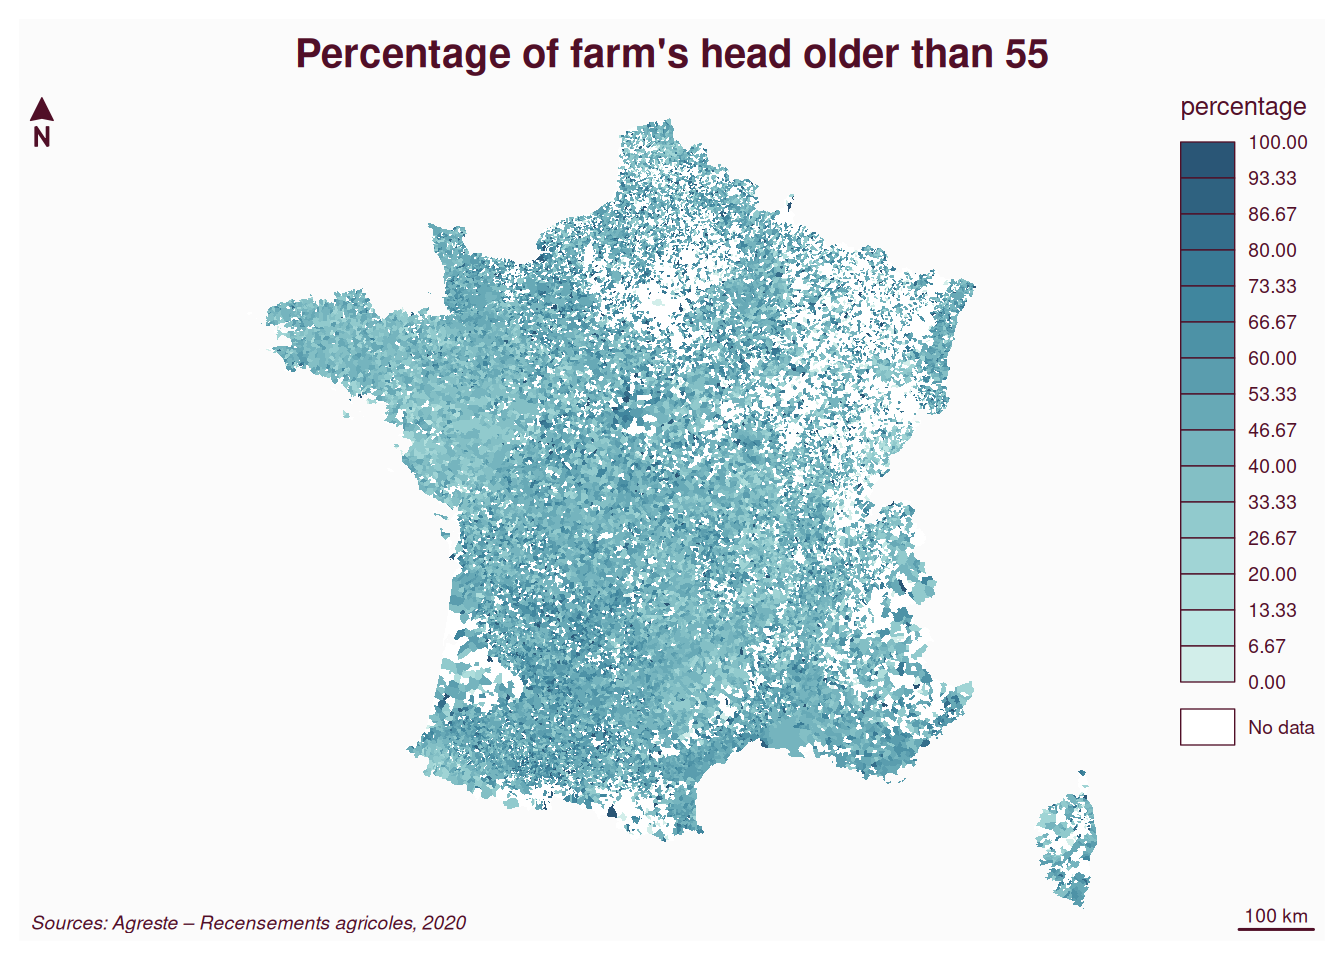 Percentage of farm's head older than 55
N
percentage
100.00
93.33
86.67
80.00
73.33
66.67
60.00
53.33
46.67
40.00
33.33
26.67
20.00
13.33
6.67
0.00
No data
Sources: Agreste – Recensements agricoles, 2020
100 km